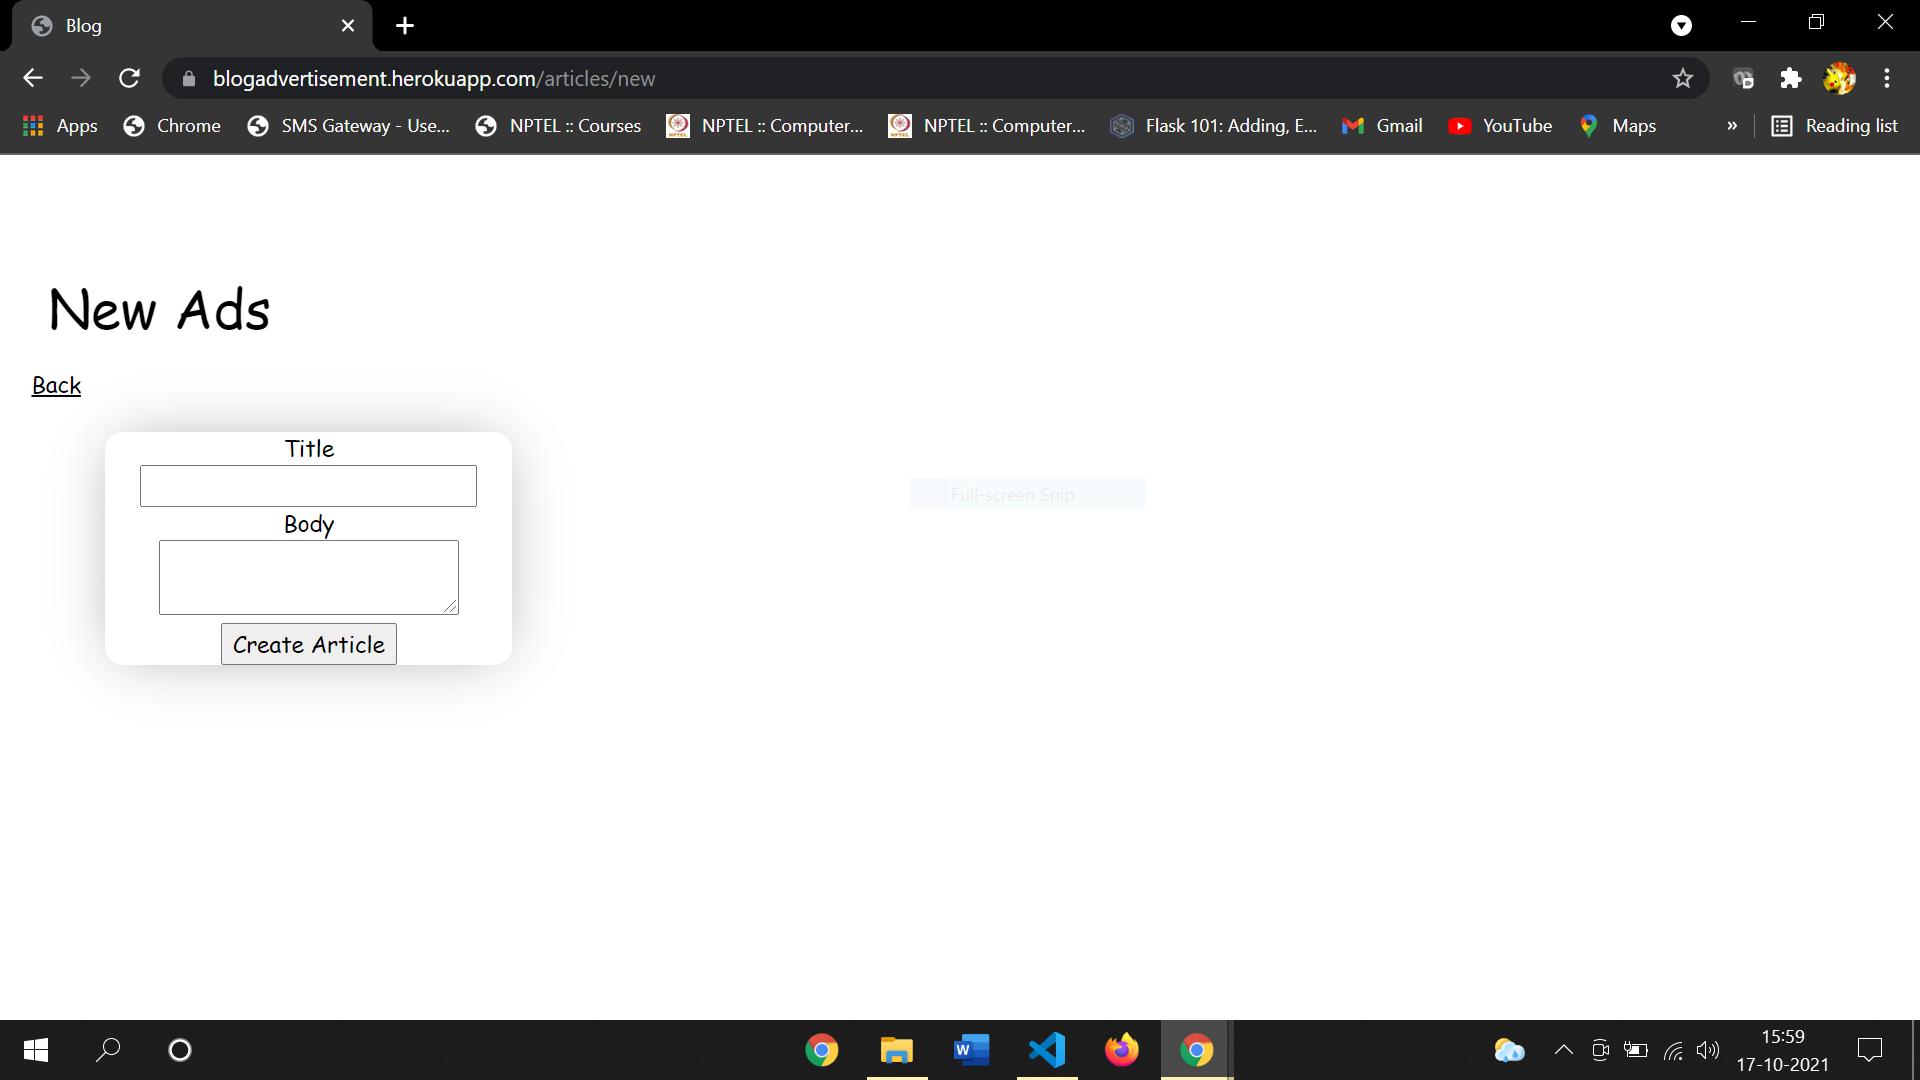 Blog
blogadvertisement.herokuapp.com/articles/new
Apps Chrome SMS Gateway - Use... NPTEL :: Courses NPTEL :: Computer... NPTEL :: Computer... Flask 101: Adding, E... Gmail YouTube Maps » Reading list
New Ads
Back
Title
Full-screen Snip
Body
Create Article
15:59
17-10-2021